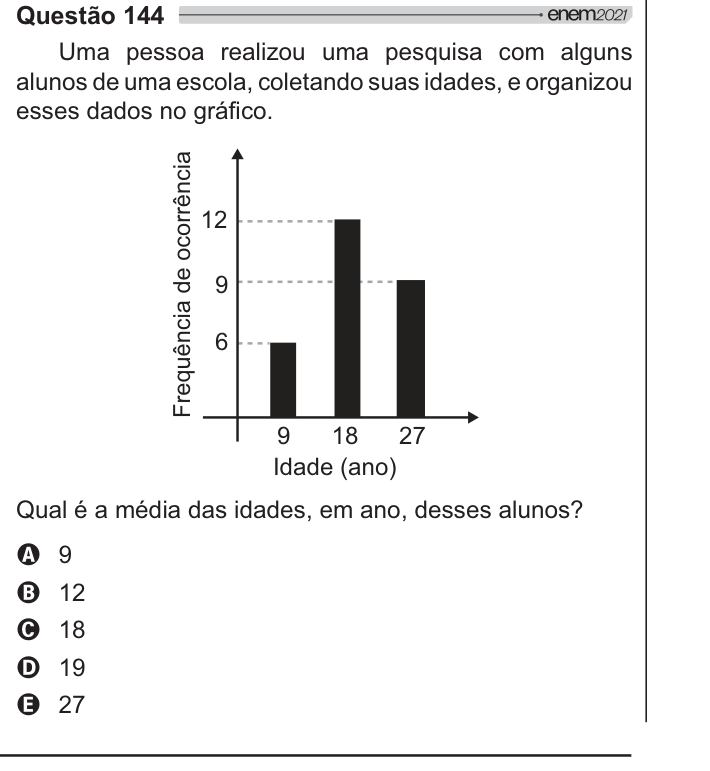 Questão 144 enem2021
Uma pessoa realizou uma pesquisa com alguns
alunos de uma escola, coletando suas idades, e organizou
esses dados no gráfico.
Frequência de ocorrência
12
9
6
9 18 27
Idade (ano)
Qual é a média das idades, em ano, desses alunos?
A 9
B 12
C 18
D 19
E 27